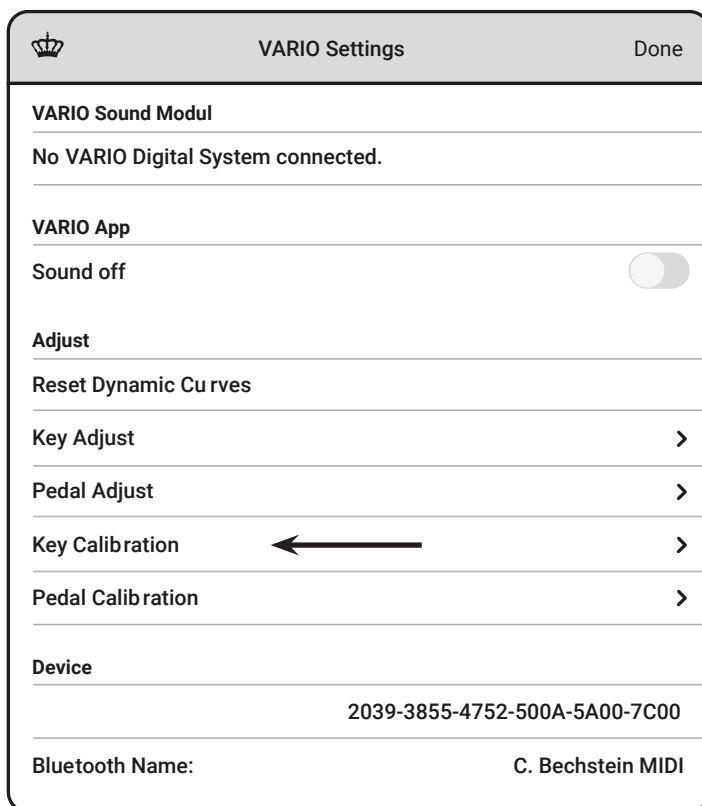 VARIO Settings Done
VARIO Sound Modul
No VARIO Digital System connected.
VARIO App
Sound off
Adjust
Reset Dynamic Cu rves
Key Adjust
Pedal Adjust
Key Calibration
Pedal Calibration
Device
2039-3855-4752-500A-5A00-7C00
Bluetooth Name: C. Bechstein MIDI